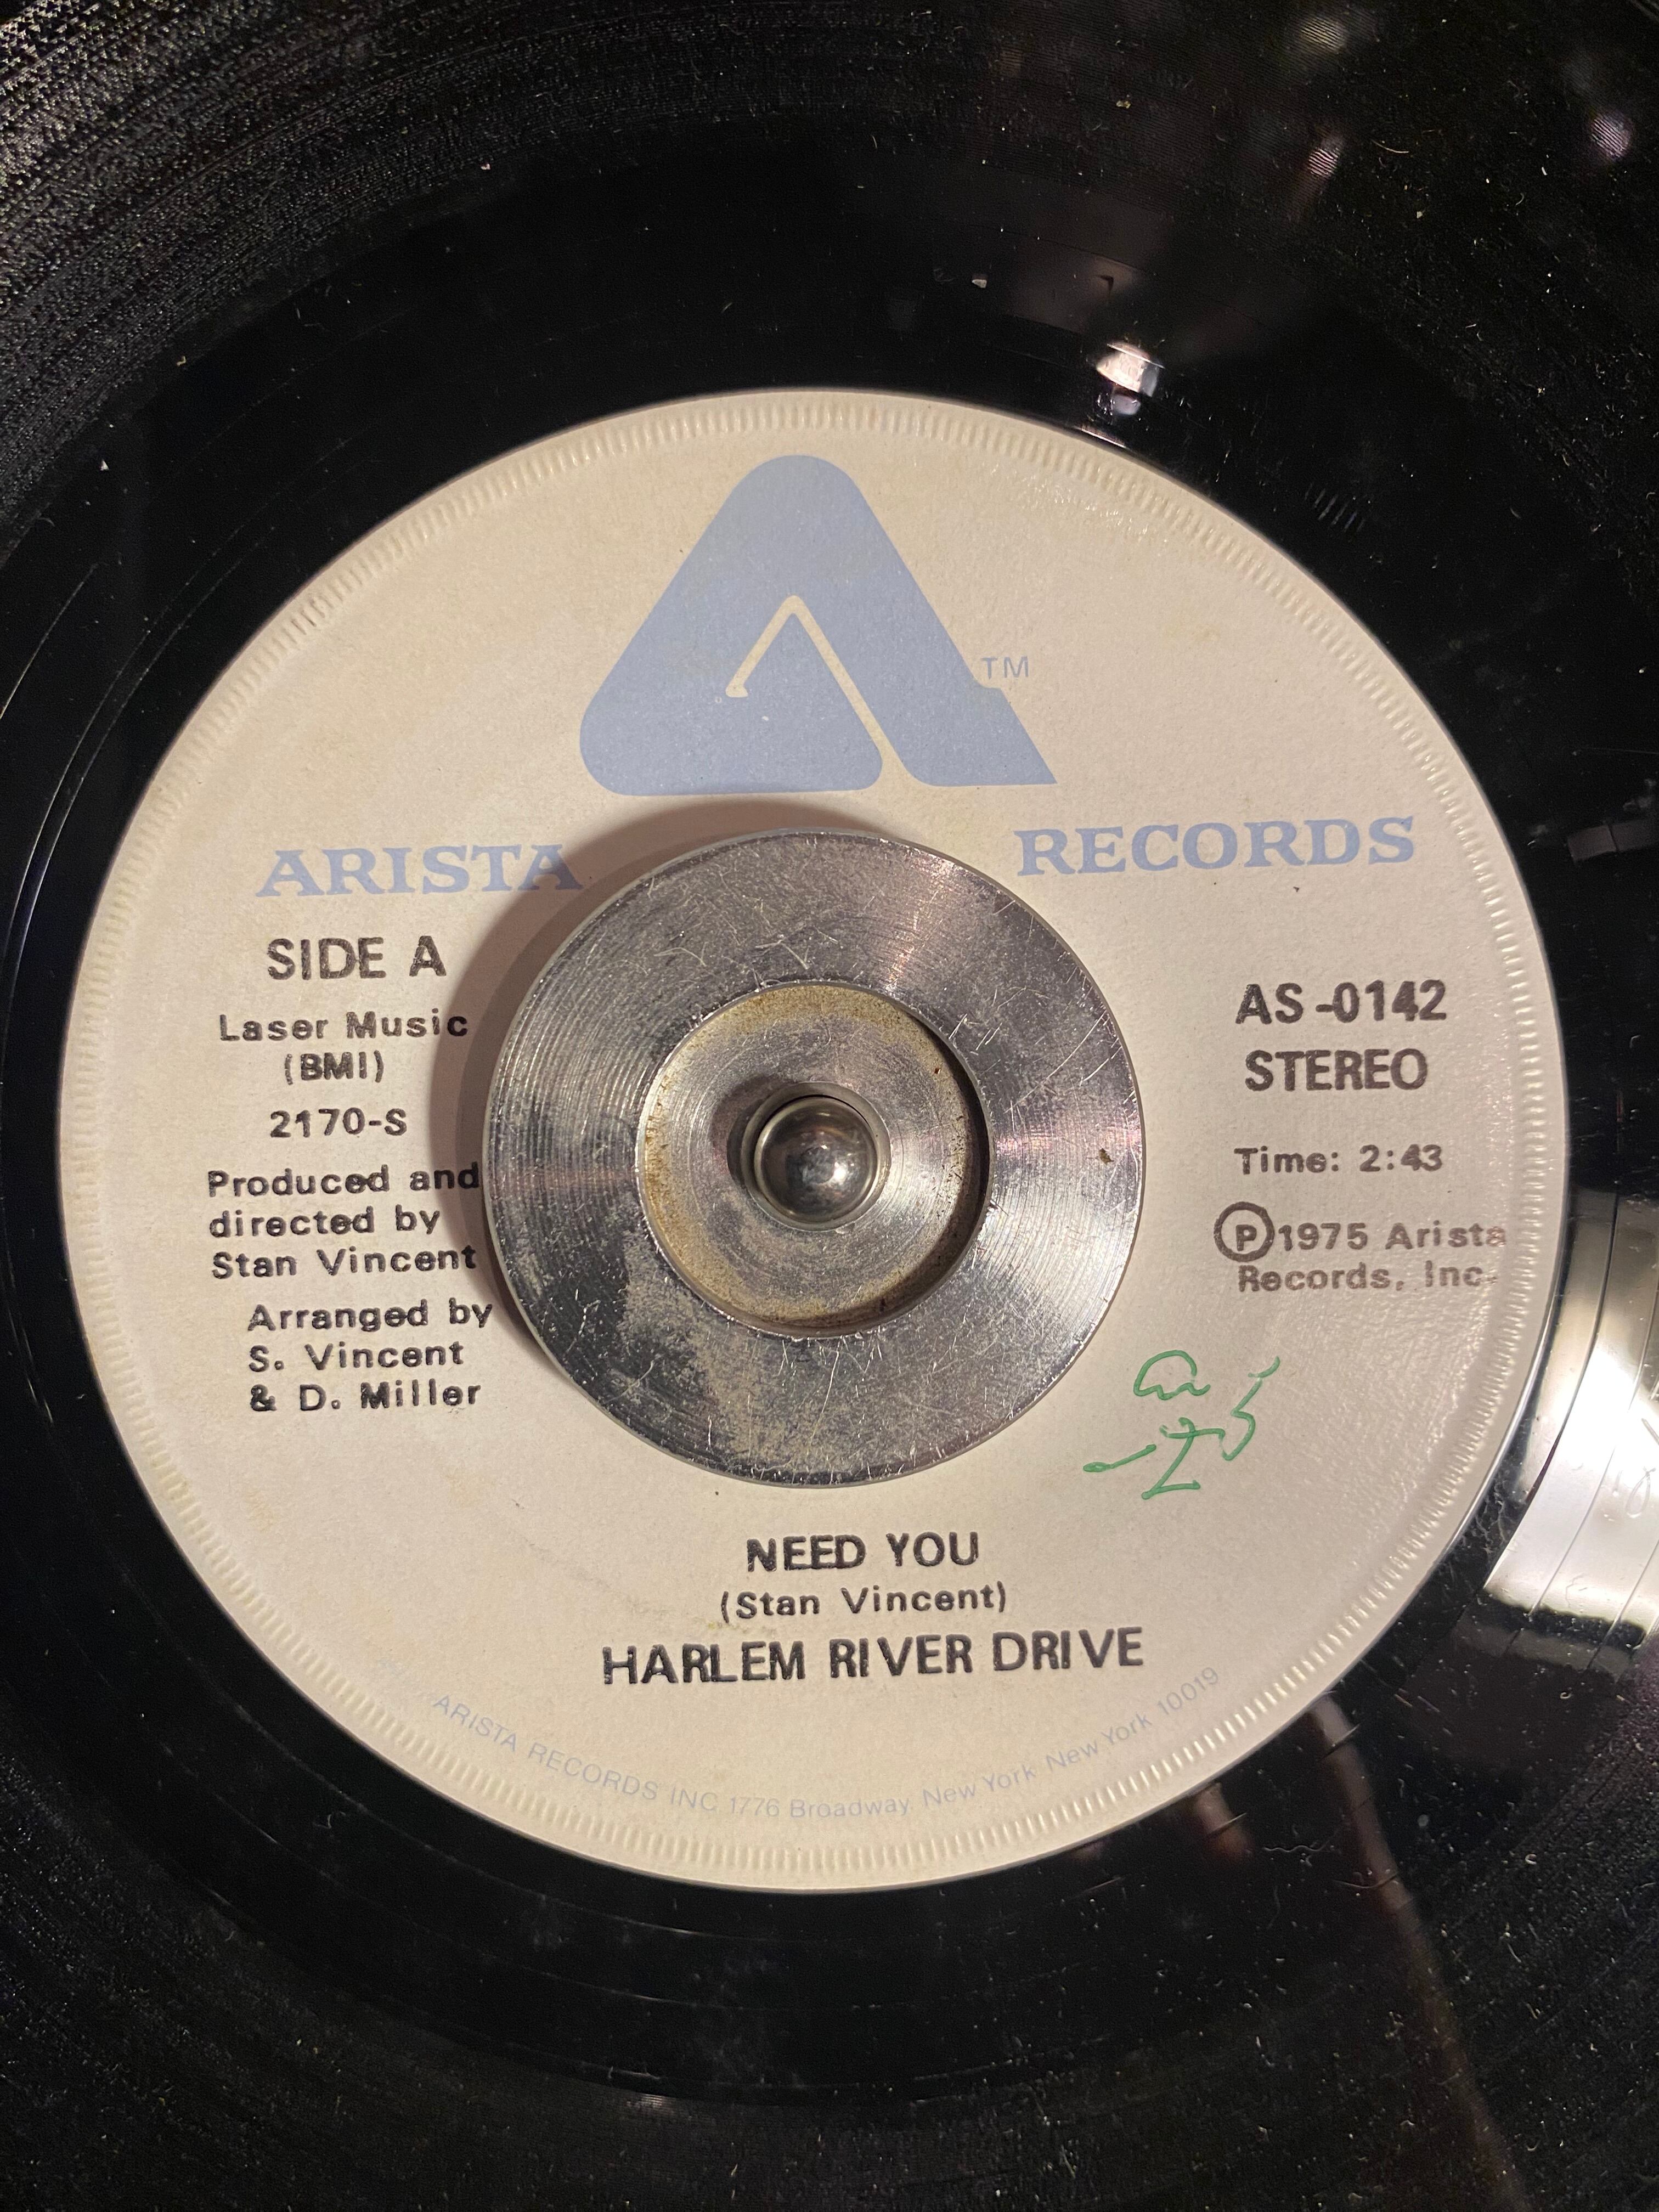 TM
ARISTA RECORDS
SIDE A
Laser Music
(BMI)
2170-S
Produced and
directed by
Stan Vincent
Arranged by
S. Vincent
& D. Miller
AS-0142
STEREO
Time: 2:43
Ⓟ1975 Arista
Records, Inc.
NEED YOU
(Stan Vincent)
HARLEM RIVER DRIVE
ARISTA RECORDS INC 1776 Broadway, New York, New York 10019